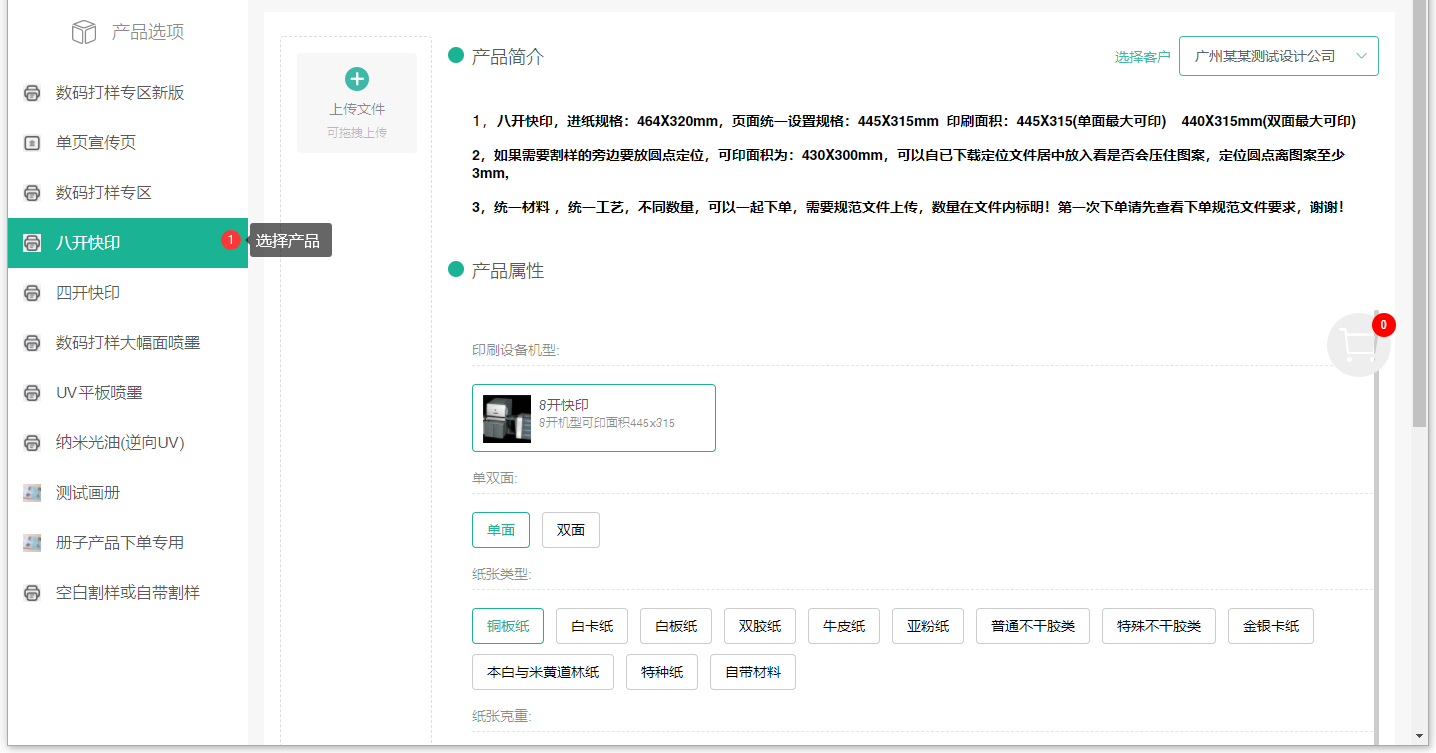 产品选项
数码打样专区新版
单页宣传页
数码打样专区
八开快印
1
选择产品
四开快印
数码打样大幅面喷墨
UV平板喷墨
纳米光油(逆向UV)
测试画册
册子产品下单专用
空白割样或自带割样
上传文件
可拖拽上传
产品简介
选择客户
广州某某测试设计公司
1，八开快印，进纸规格：464X320mm，页面统一设置规格：445X315mm 印刷面积：445X315(单面最大可印) 440X315mm(双面最大可印)
2，如果需要割样的旁边要放圆点定位，可印面积为：430X300mm，可以自已下载定位文件居中放入看是否会压住图案，定位圆点离图案至少
3mm,
3，统一材料 ，统一工艺，不同数量，可以一起下单，需要规范文件上传，数量在文件内标明！第一次下单请先查看下单规范文件要求，谢谢！
产品属性
0
印刷设备机型:
8开快印
8开机型可印面积445x315
单双面:
单面
双面
纸张类型:
铜板纸
白卡纸
白板纸
双胶纸
牛皮纸
亚粉纸
普通不干胶类
特殊不干胶类
金银卡纸
本白与米黄道林纸
特种纸
自带材料
纸张克重: